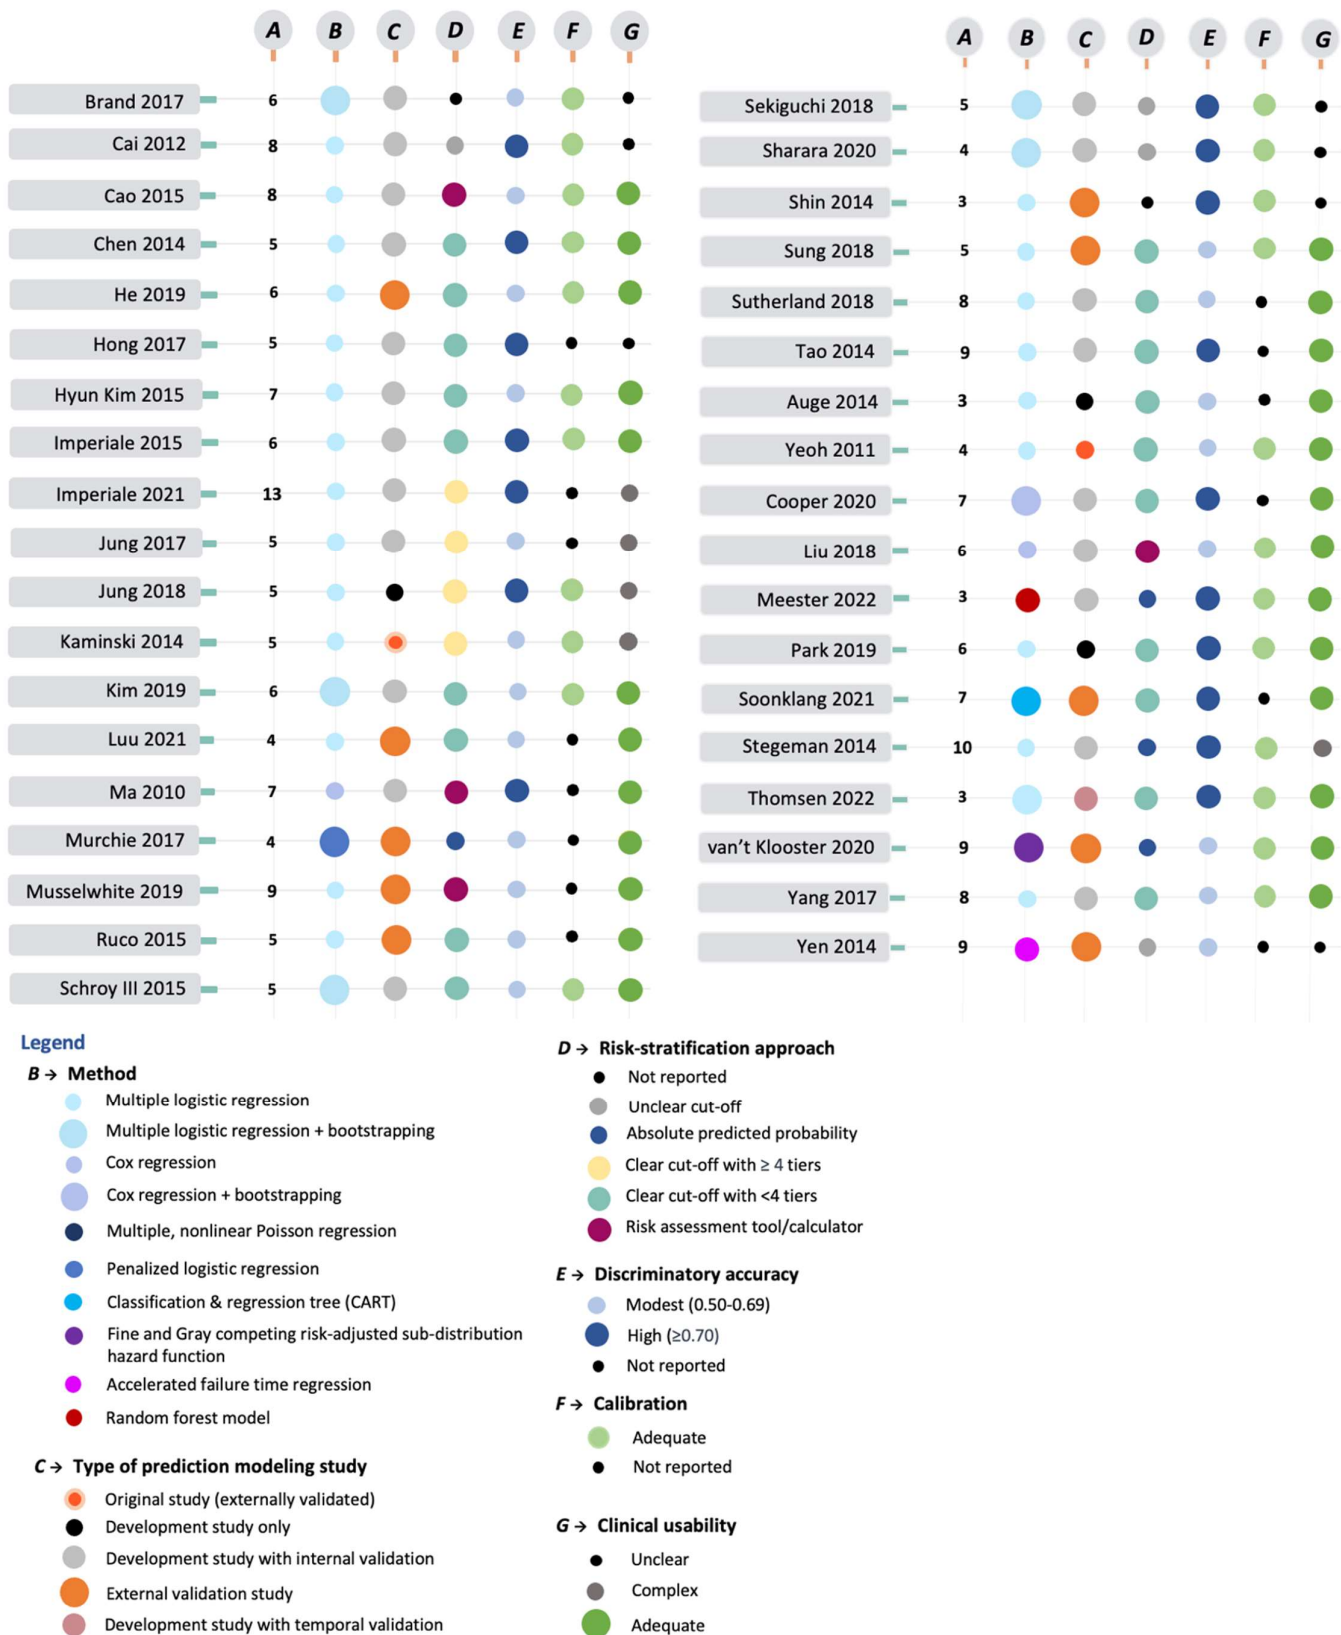 A B C D E F G
Brand 2017 6
Cai 2012 8
Cao 2015 8
Chen 2014 5
He 2019 6
Hong 2017 5
Hyun Kim 2015 7
Imperiale 2015 6
Imperiale 2021 13
Jung 2017 5
Jung 2018 5
Kaminski 2014 5
Kim 2019 6
Luu 2021 4
Ma 2010 7
Murchie 2017 4
Musselwhite 2019 9
Ruco 2015 5
Schroy III 2015 5
A B C D E F G
Sekiguchi 2018 5
Sharara 2020 4
Shin 2014 3
Sung 2018 5
Sutherland 2018 8
Tao 2014 9
Auge 2014 3
Yeoh 2011 4
Cooper 2020 7
Liu 2018 6
Meester 2022 3
Park 2019 6
Soonklang 2021 7
Stegeman 2014 10
Thomsen 2022 3
van't Klooster 2020 9
Yang 2017 8
Yen 2014 9
Legend
B → Method
Multiple logistic regression
Multiple logistic regression + bootstrapping
Cox regression
Cox regression + bootstrapping
Multiple, nonlinear Poisson regression
Penalized logistic regression
Classification & regression tree (CART)
Fine and Gray competing risk-adjusted sub-distribution
hazard function
Accelerated failure time regression
Random forest model
C → Type of prediction modeling study
Original study (externally validated)
Development study only
Development study with internal validation
External validation study
Development study with temporal validation
D → Risk-stratification approach
Not reported
Unclear cut-off
Absolute predicted probability
Clear cut-off with ≥ 4 tiers
Clear cut-off with <4 tiers
Risk assessment tool/calculator
E → Discriminatory accuracy
Modest (0.50-0.69)
High (≥0.70)
Not reported
F → Calibration
Adequate
Not reported
G → Clinical usability
Unclear
Complex
Adequate